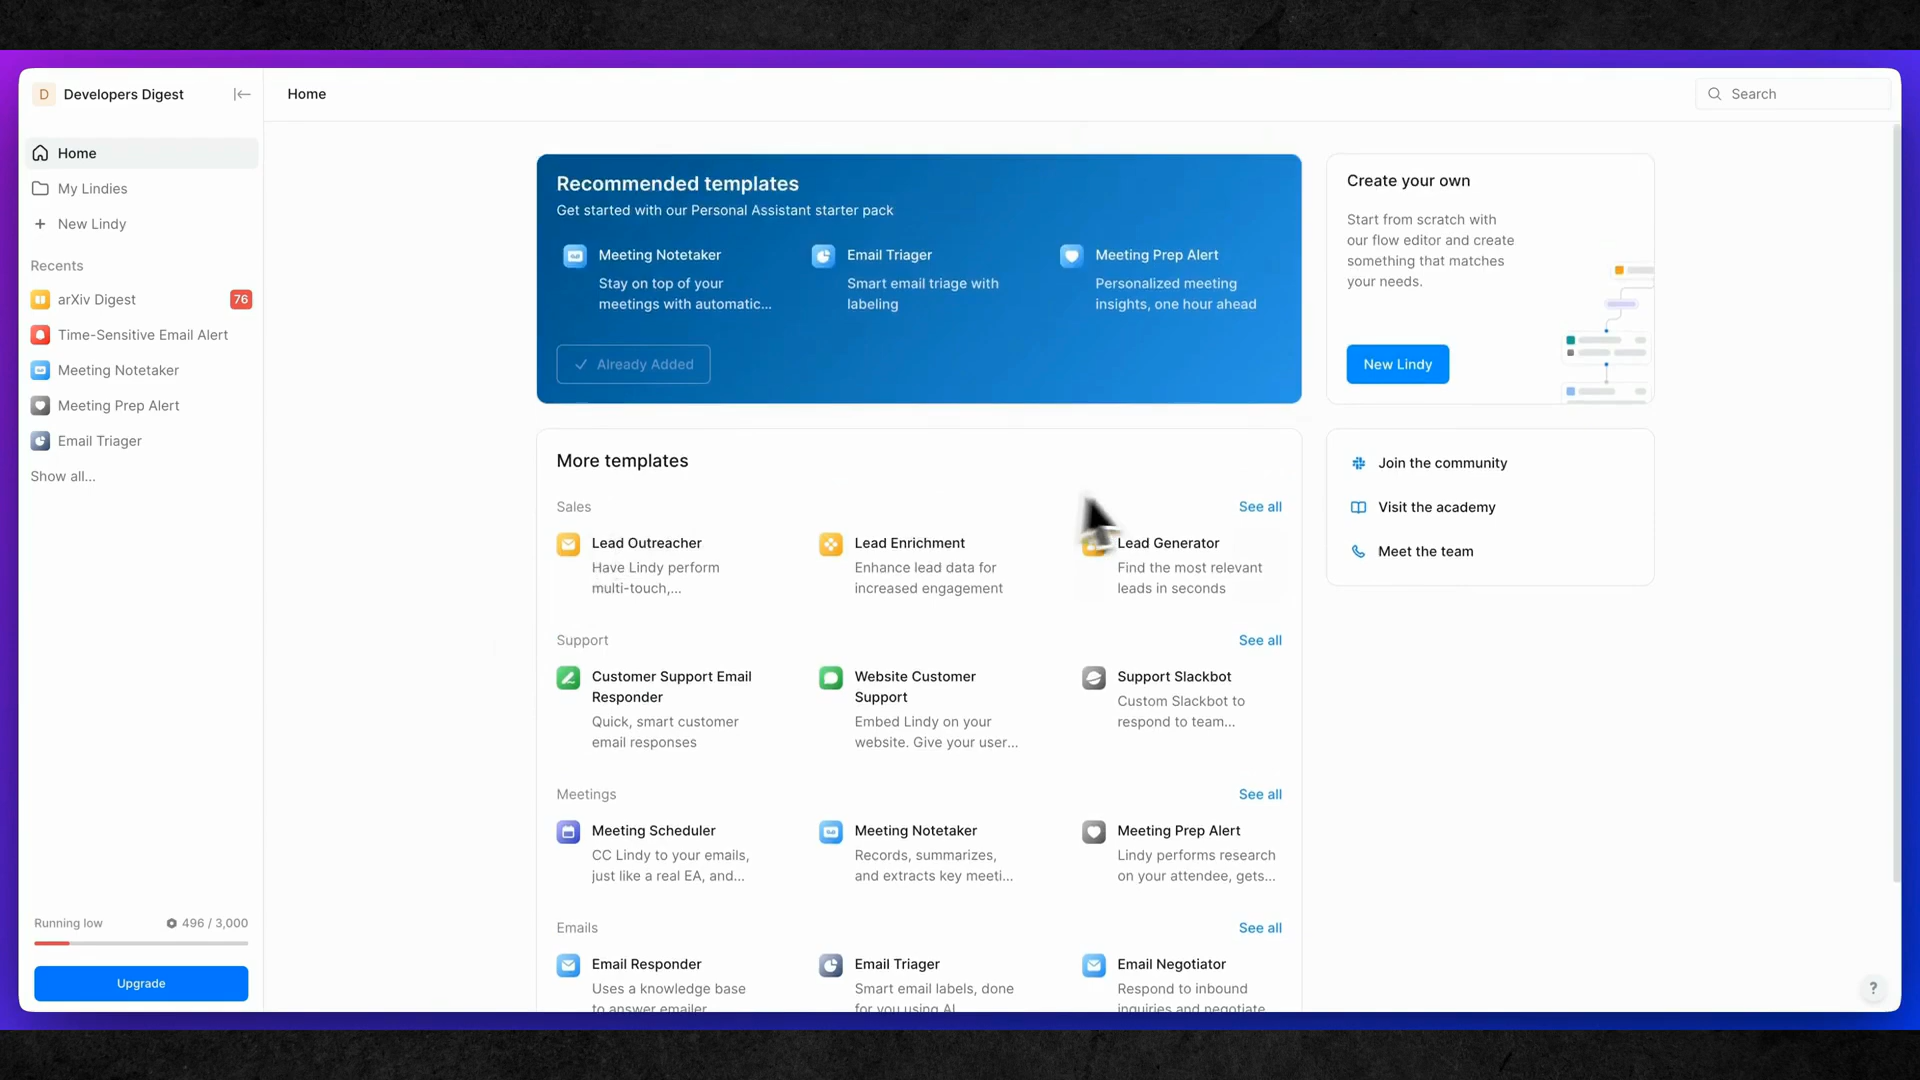 D Developers Digest
Home
Search
Home
My Lindies
New Lindy
Recents
arXiv Digest 76
Time-Sensitive Email Alert
Meeting Notetaker
Meeting Prep Alert
Email Triager
Show all...
Running low 496 / 3,000
Upgrade
Recommended templates
Get started with our Personal Assistant starter pack
Meeting Notetaker
Stay on top of your
meetings with automatic...
Email Triager
Smart email triage with
labeling
Meeting Prep Alert
Personalized meeting
insights, one hour ahead
Already Added
Create your own
Start from scratch with
our flow editor and create
something that matches
your needs.
New Lindy
More templates
Sales
See all
Lead Outreacher
Have Lindy perform
multi-touch,...
Lead Enrichment
Enhance lead data for
increased engagement
Lead Generator
Find the most relevant
leads in seconds
Support
See all
Customer Support Email
Responder
Quick, smart customer
email responses
Website Customer
Support
Embed Lindy on your
website. Give your user...
Support Slackbot
Custom Slackbot to
respond to team...
Meetings
See all
Meeting Scheduler
CC Lindy to your emails,
just like a real EA, and...
Meeting Notetaker
Records, summarizes,
and extracts key meeti...
Meeting Prep Alert
Lindy performs research
on your attendee, gets...
Emails
See all
Email Responder
Uses a knowledge base
to answer emailer
Email Triager
Smart email labels, done
for you using AI
Email Negotiator
Respond to inbound
inquiries and negotiate
Join the community
Visit the academy
Meet the team
?